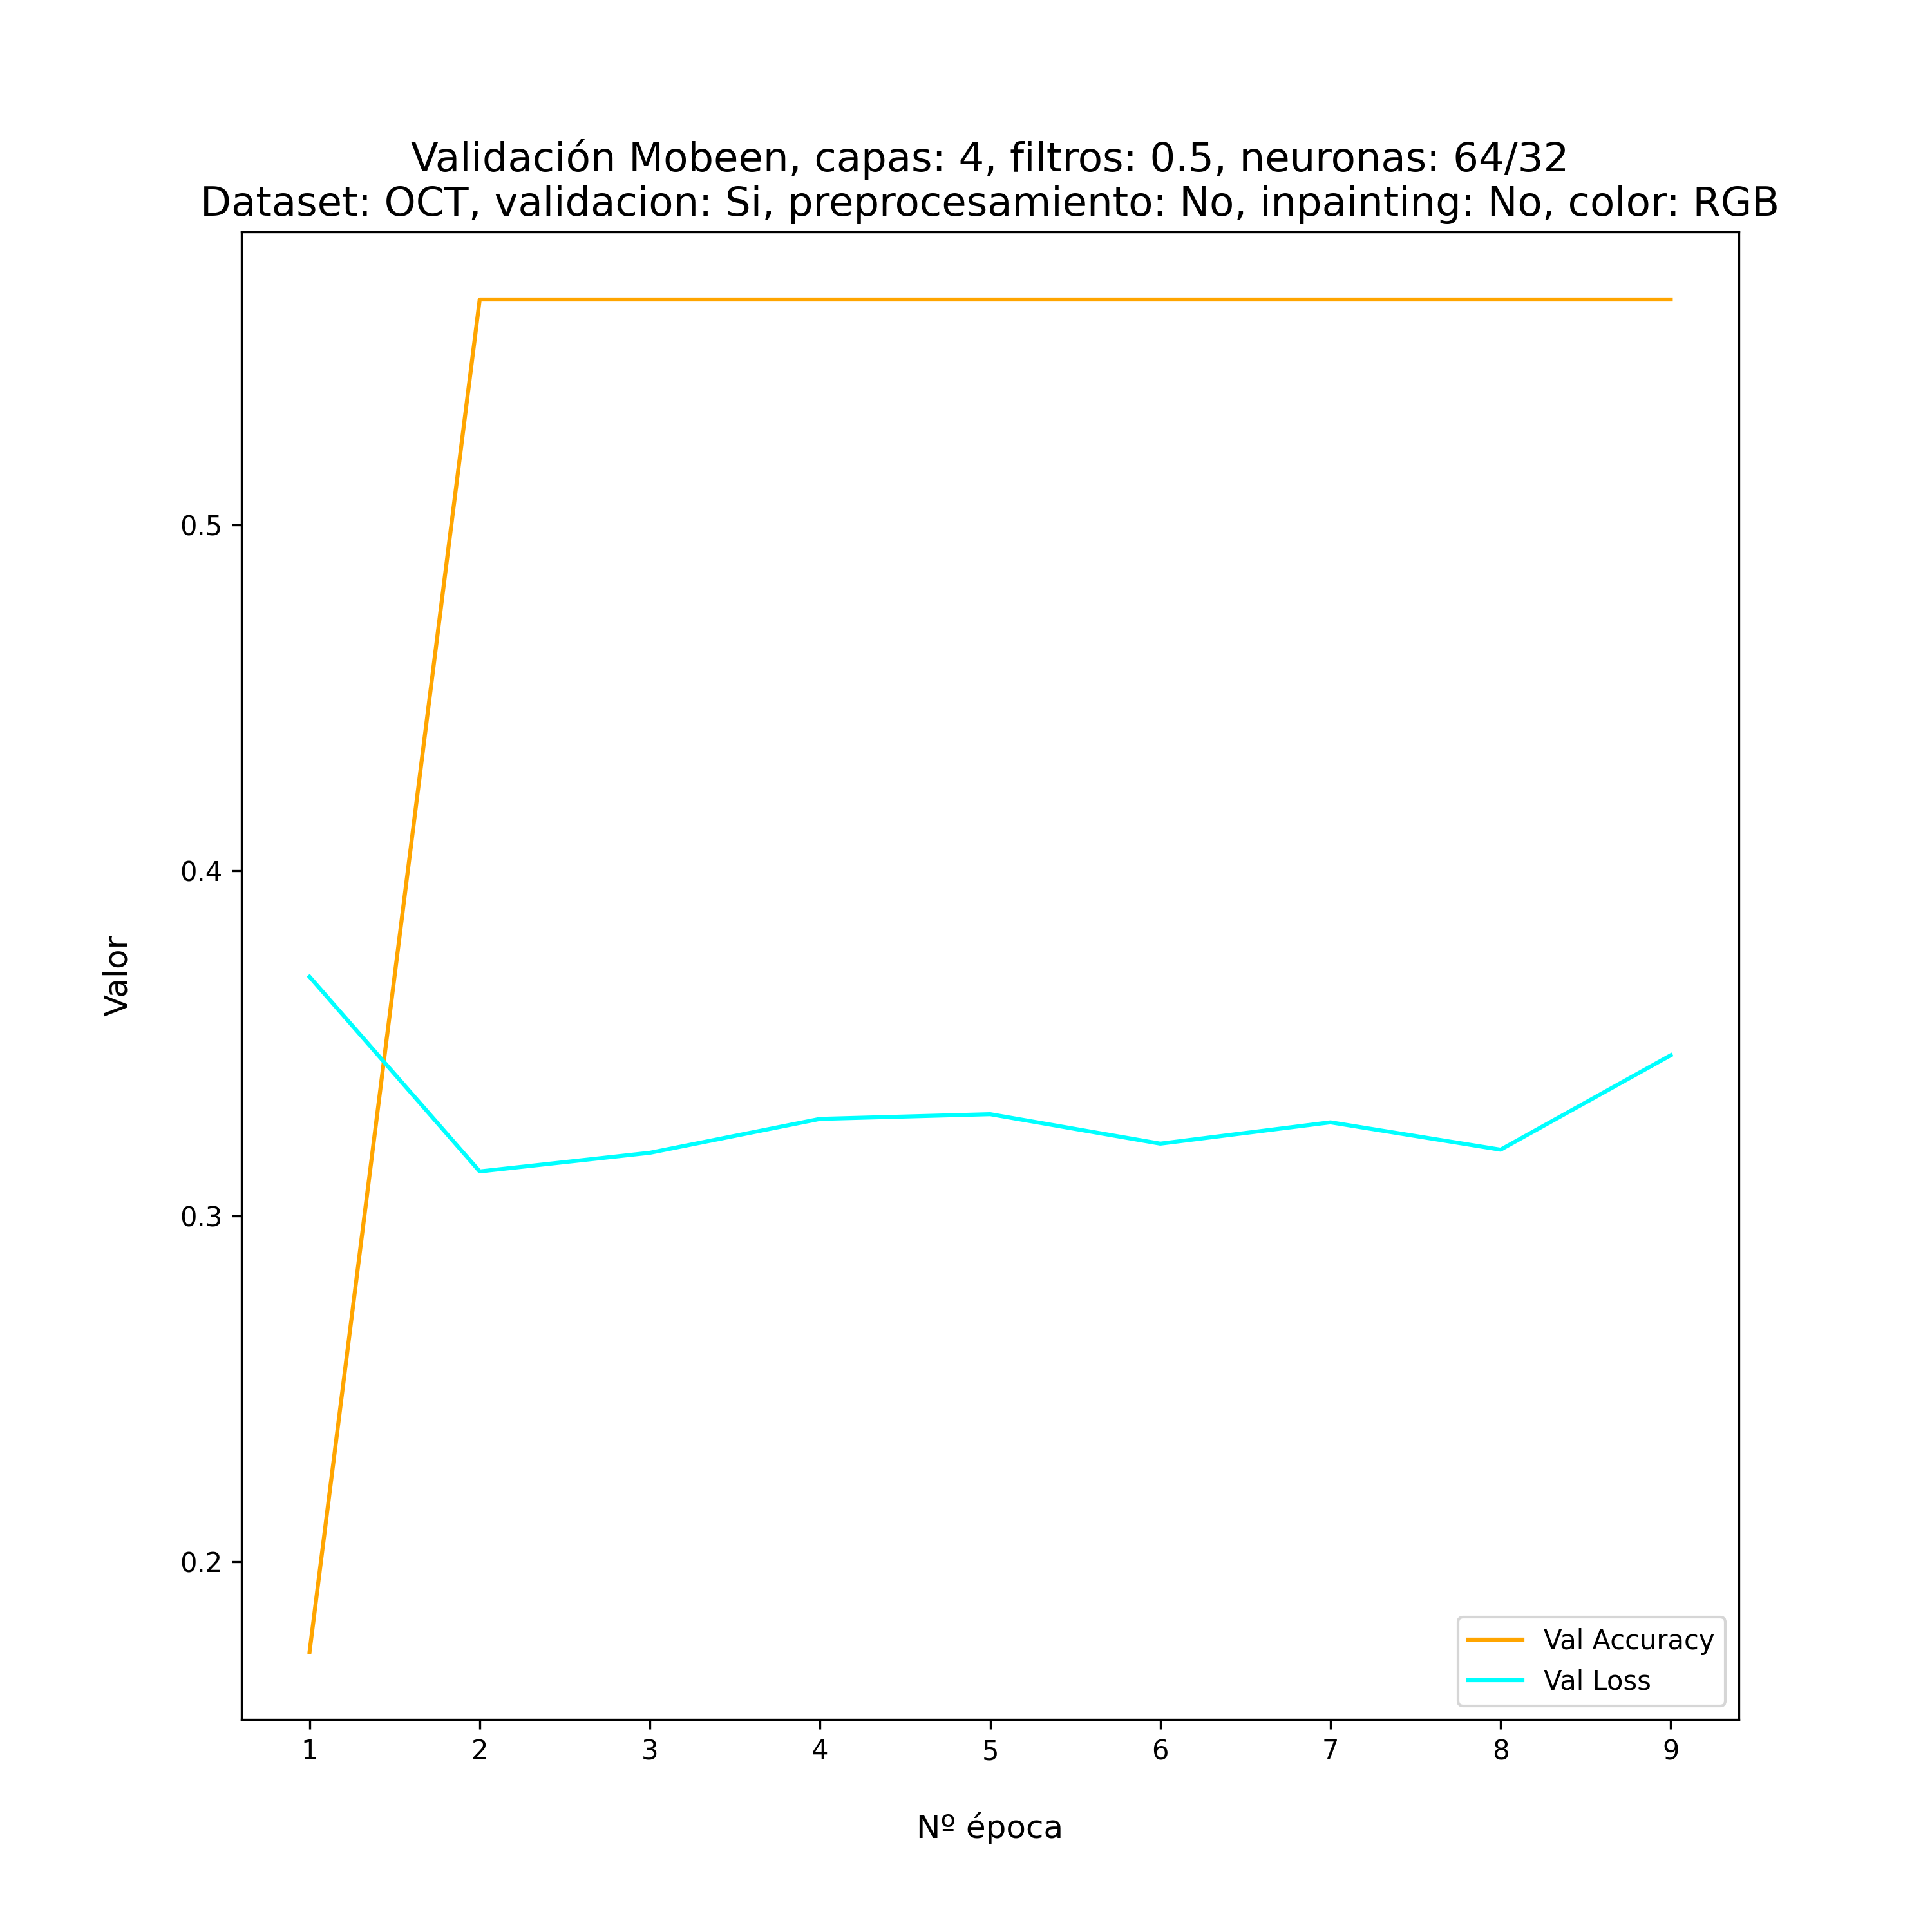 Validación Mobeen, capas: 4, filtros: 0.5, neuronas: 64/32
Dataset: OCT, validacion: Si, preprocesamiento: No, inpainting: No, color: RGB
0.5
0.4
0.3
0.2
Valor
1 2 3 4 5 6 7 8 9
Nº época
Val Accuracy
Val Loss